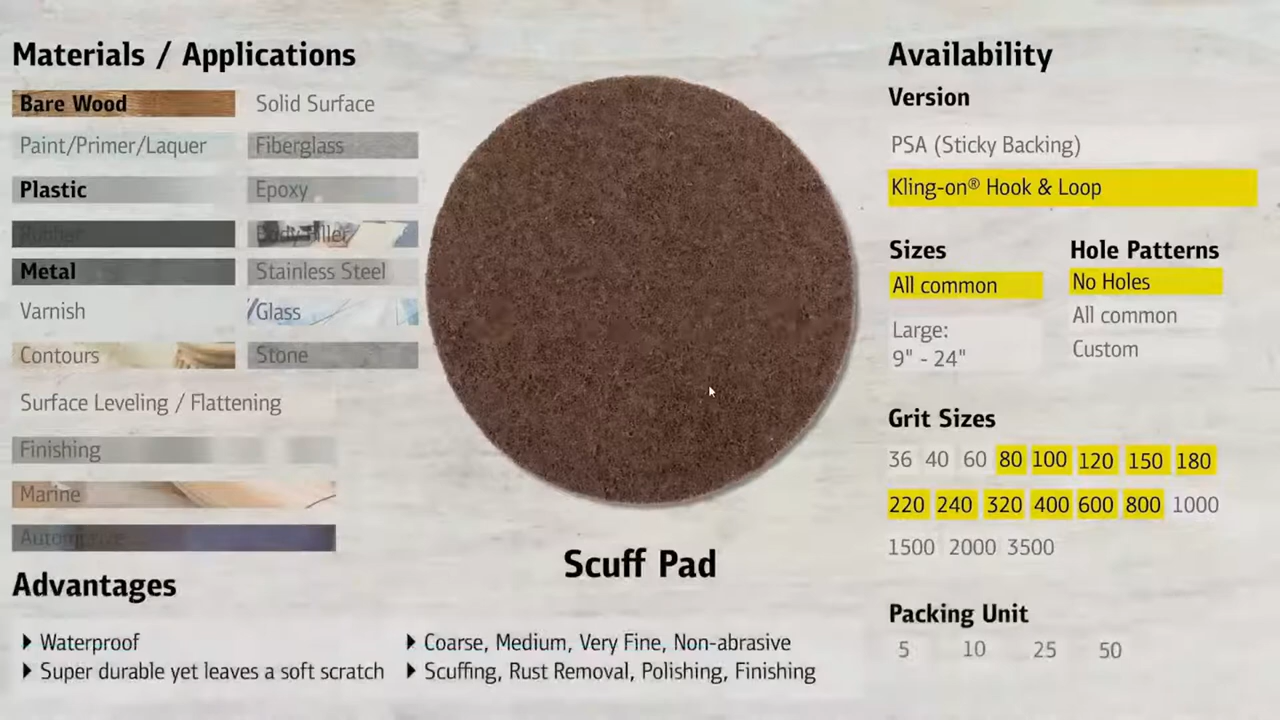 Materials / Applications
Bare Wood
Solid Surface
Paint/Primer/Laquer
Fiberglass
Plastic
Epoxy
Rubber
Body Filler
Metal
Stainless Steel
Varnish
Glass
Contours
Stone
Surface Leveling / Flattening
Finishing
Marine
Automotive
Advantages
Waterproof
Super durable yet leaves a soft scratch
Coarse, Medium, Very Fine, Non-abrasive
Scuffing, Rust Removal, Polishing, Finishing
Scuff Pad
Availability
Version
PSA (Sticky Backing)
Kling-on® Hook & Loop
Sizes
All common
Large:
9" - 24"
Hole Patterns
No Holes
All common
Custom
Grit Sizes
36 40 60 80 100 120 150 180
220 240 320 400 600 800 1000
1500 2000 3500
Packing Unit
5 10 25 50